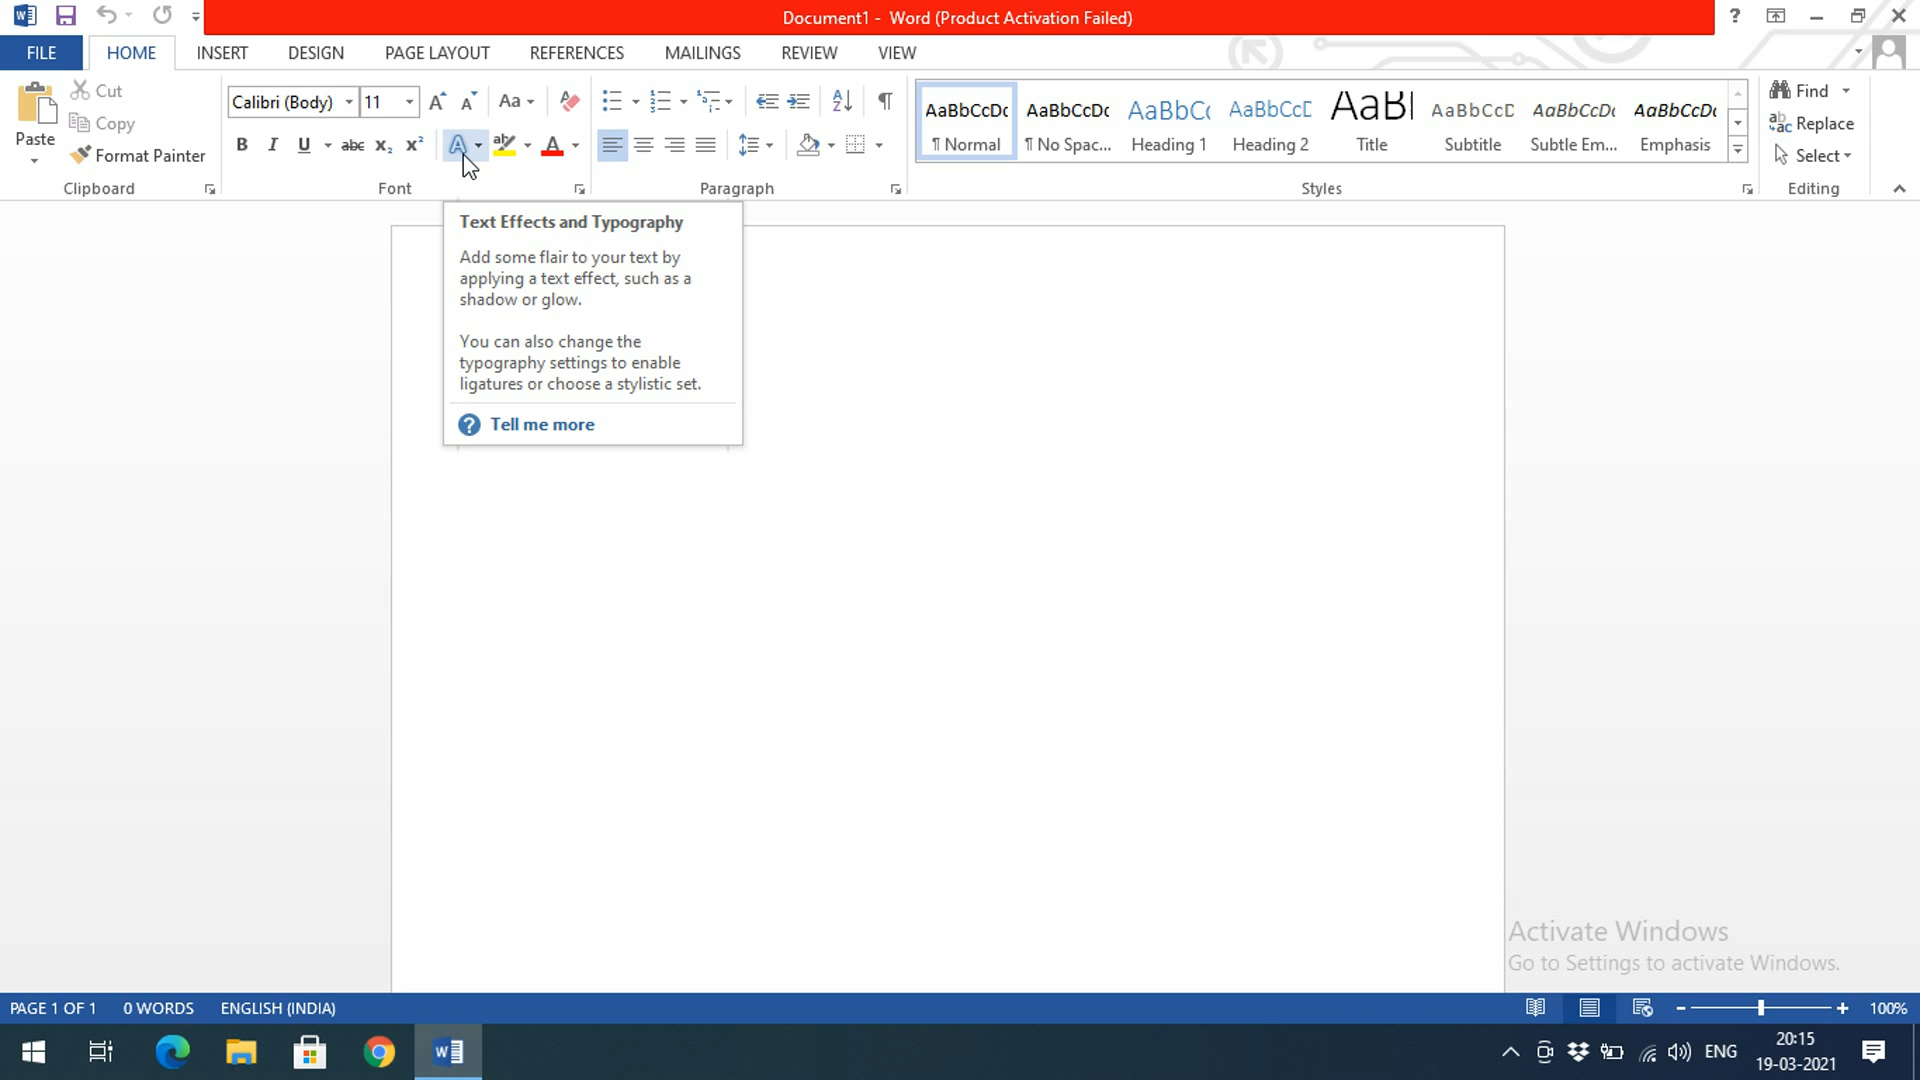 Document1 - Word (Product Activation Failed)
?
FILE HOME INSERT DESIGN PAGE LAYOUT REFERENCES MAILINGS REVIEW VIEW
Paste
Cut
Copy
Format Painter
Clipboard
Calibri (Body) 11 Aa
B I U abc x₂ x² A aby A
Font
Paragraph
AaBbCcDc AaBbCcDc AaBbCc AaBbCcD AaBl AaBbCcD AaBbCcDc AaBbCcDc
¶ Normal ¶ No Spac... Heading 1 Heading 2 Title Subtitle Subtle Em... Emphasis
Styles
Find
Replace
Select
Editing
Text Effects and Typography
Add some flair to your text by
applying a text effect, such as a
shadow or glow.
You can also change the
typography settings to enable
ligatures or choose a stylistic set.
? Tell me more
Activate Windows
Go to Settings to activate Windows.
PAGE 1 OF 1 0 WORDS ENGLISH (INDIA) 100%
ENG
20:15
19-03-2021